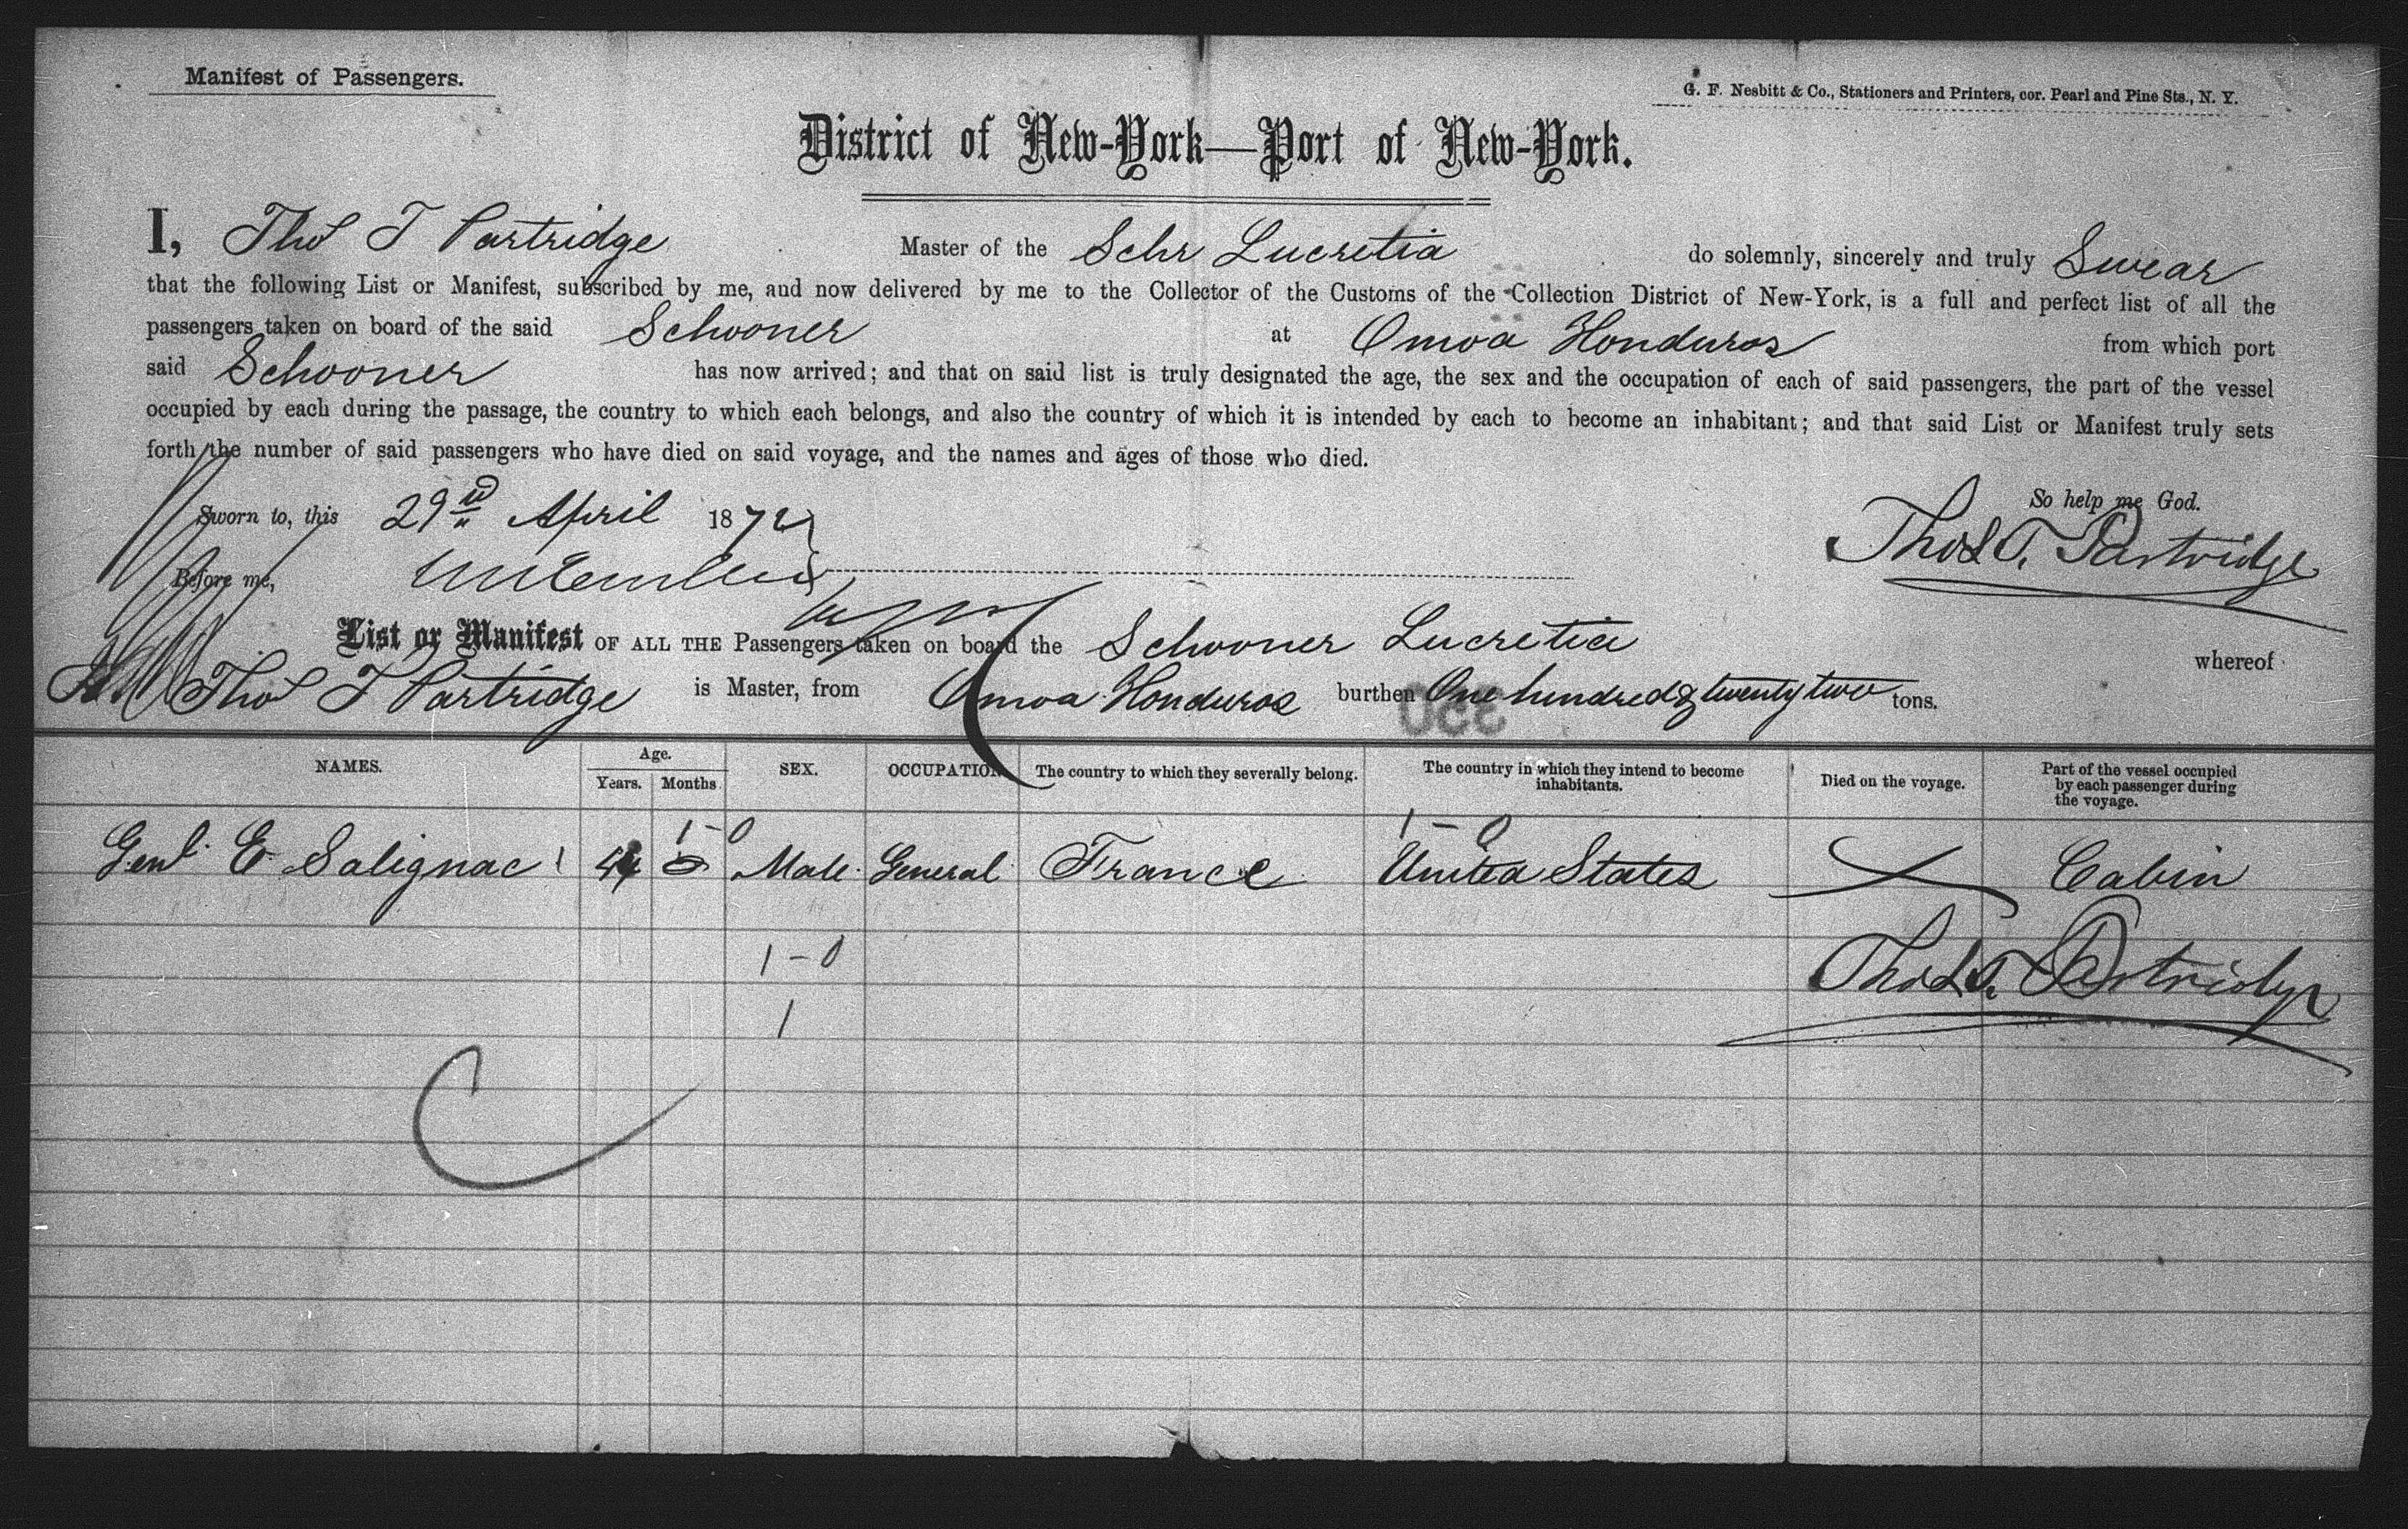 Manifest of Passengers.
G. F. Nesbitt & Co., Stationers and Printers, cor. Pearl and Pine Sts., N. Y.
District of New-York—Port of New-York.
I, Thos T Partridge Master of the Schr Lucretia do solemnly, sincerely and truly Swear
that the following List or Manifest, subscribed by me, and now delivered by me to the Collector of the Customs of the Collection District of New-York, is a full and perfect list of all the
passengers taken on board of the said Schooner at Omoa Honduras from which port
said Schooner has now arrived; and that on said list is truly designated the age, the sex and the occupation of each of said passengers, the part of the vessel
occupied by each during the passage, the country to which each belongs, and also the country of which it is intended by each to become an inhabitant; and that said List or Manifest truly sets
forth the number of said passengers who have died on said voyage, and the names and ages of those who died.
Sworn to, this 29th April 1872
So help me God.
Thos T. Partridge
Before me,
List or Manifest OF ALL THE Passengers taken on board the Schooner Lucretia whereof
Thos T Partridge is Master, from Omoa Honduras burthen One hundred & twenty two tons.
330
NAMES. Age. Years. Months SEX. OCCUPATION The country to which they severally belong. The country in which they intend to become inhabitants. Died on the voyage. Part of the vessel occupied by each passenger during the voyage.
1-0 1-0
Genl. E Salignac 44 Male General France United States Cabin
1-0
Thos T. Partridge
1